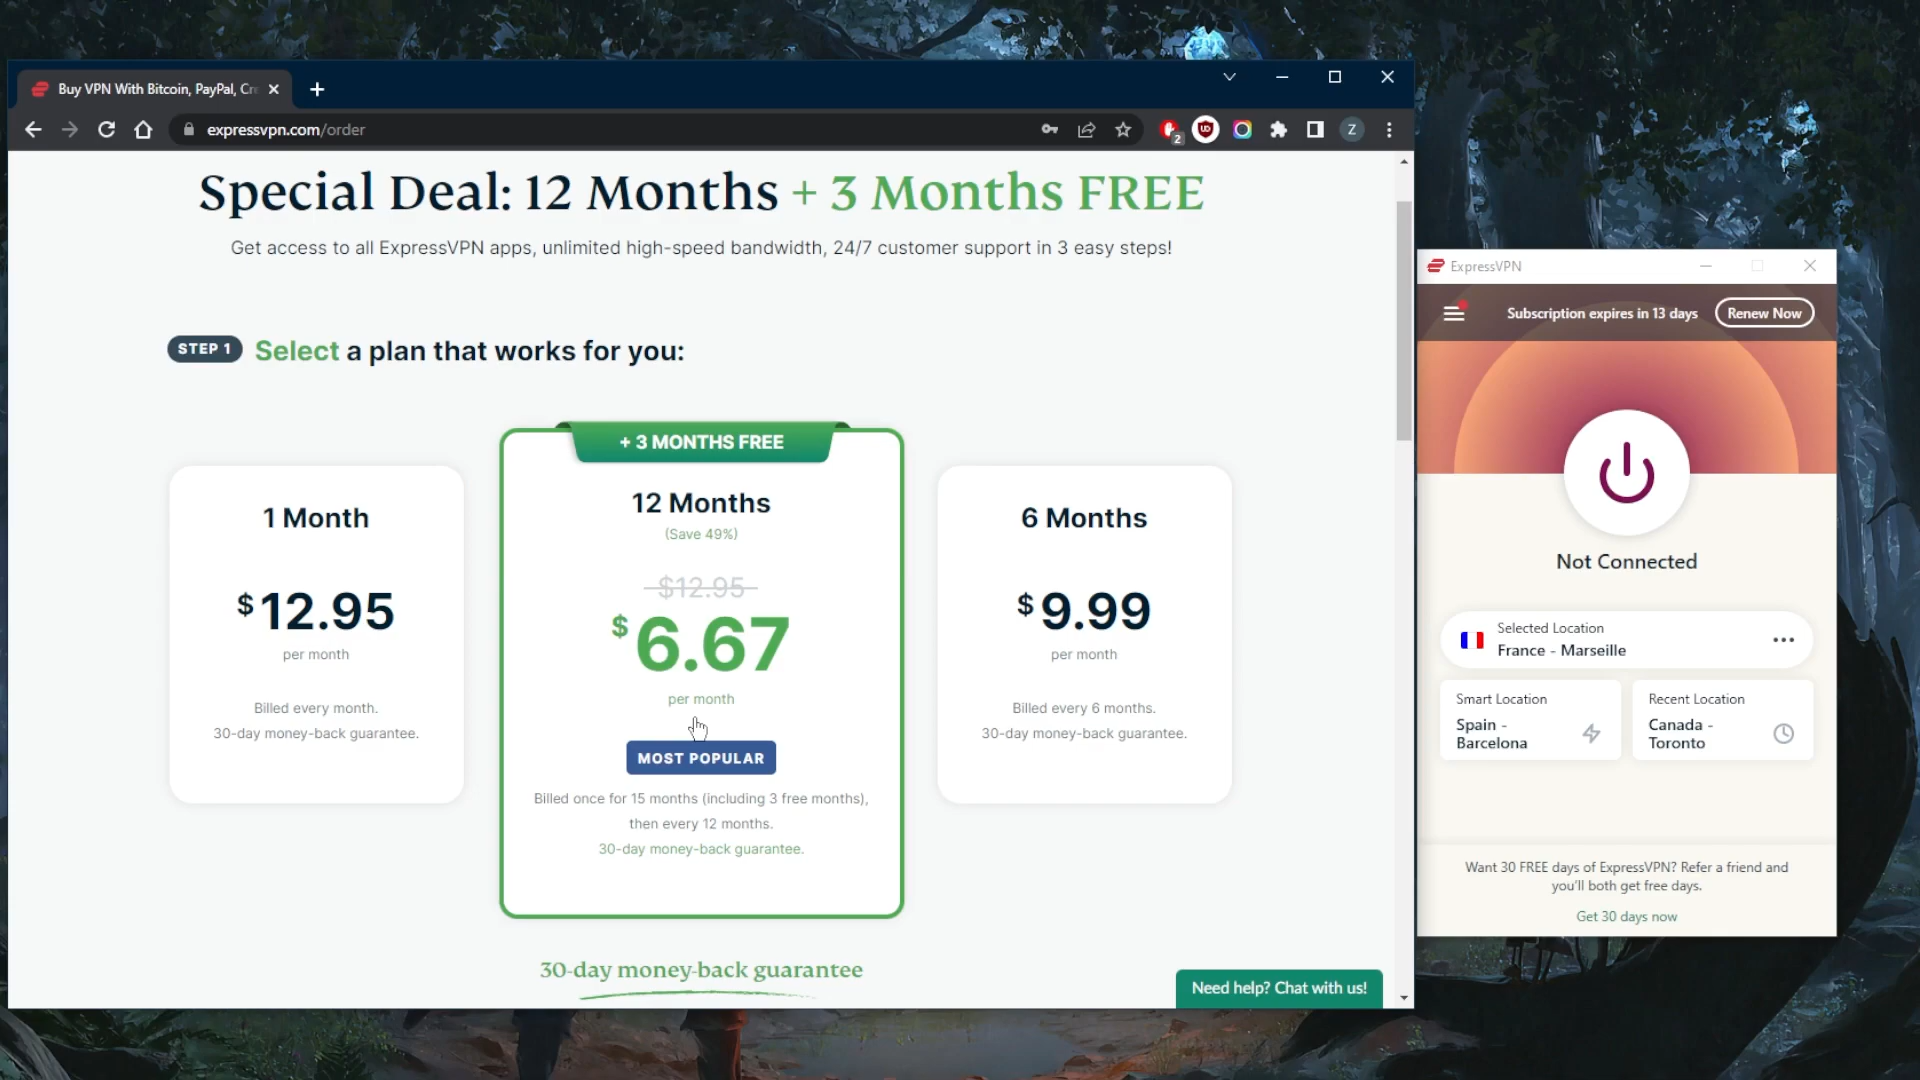 Buy VPN With Bitcoin, PayPal, Cre
expressvpn.com/order
2
Z
Special Deal: 12 Months + 3 Months FREE
Get access to all ExpressVPN apps, unlimited high-speed bandwidth, 24/7 customer support in 3 easy steps!
STEP 1 Select a plan that works for you:
1 Month
$12.95
per month
Billed every month.
30-day money-back guarantee.
+ 3 MONTHS FREE
12 Months
(Save 49%)
$12.95
$6.67
per month
MOST POPULAR
Billed once for 15 months (including 3 free months),
then every 12 months.
30-day money-back guarantee.
6 Months
$9.99
per month
Billed every 6 months.
30-day money-back guarantee.
30-day money-back guarantee
Need help? Chat with us!
ExpressVPN
Subscription expires in 13 days
Renew Now
Not Connected
Selected Location
France - Marseille
Smart Location
Spain -
Barcelona
Recent Location
Canada -
Toronto
Want 30 FREE days of ExpressVPN? Refer a friend and
you'll both get free days.
Get 30 days now